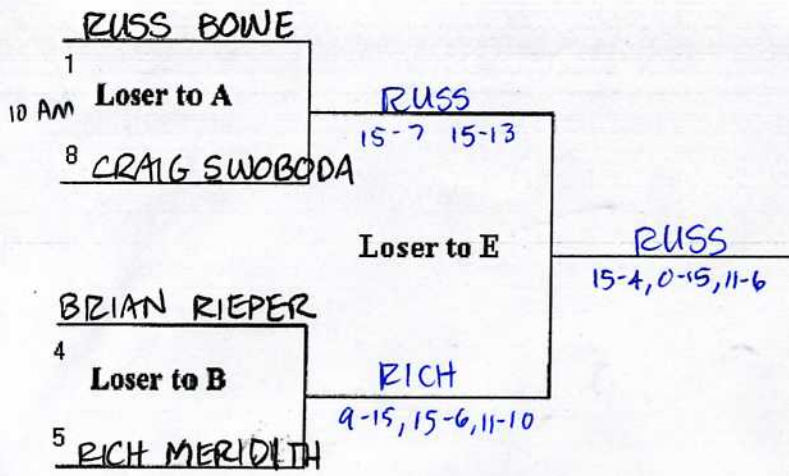 RUSS BOWE
1
10 AM Loser to A
RUSS
15-7 15-13
8 CRAIG SWOBODA
Loser to E
RUSS
15-4, 0-15, 11-6
BRIAN RIEPER
4
Loser to B
RICH
9-15, 15-6, 11-10
5 RICH MERIDITH